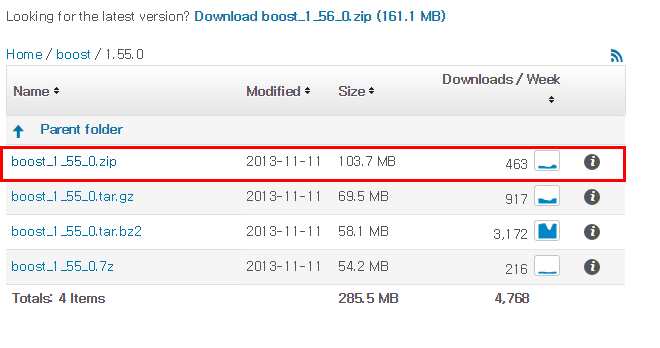 Looking for the latest version? Download boost_1_56_0.zip (161.1 MB)
Home / boost / 1.55.0
Name Modified Size Downloads / Week
Parent folder
boost_1_55_0.zip 2013-11-11 103.7 MB 463
boost_1_55_0.tar.gz 2013-11-11 69.5 MB 917
boost_1_55_0.tar.bz2 2013-11-11 58.1 MB 3,172
boost_1_55_0.7z 2013-11-11 54.2 MB 216
Totals: 4 Items 285.5 MB 4,768